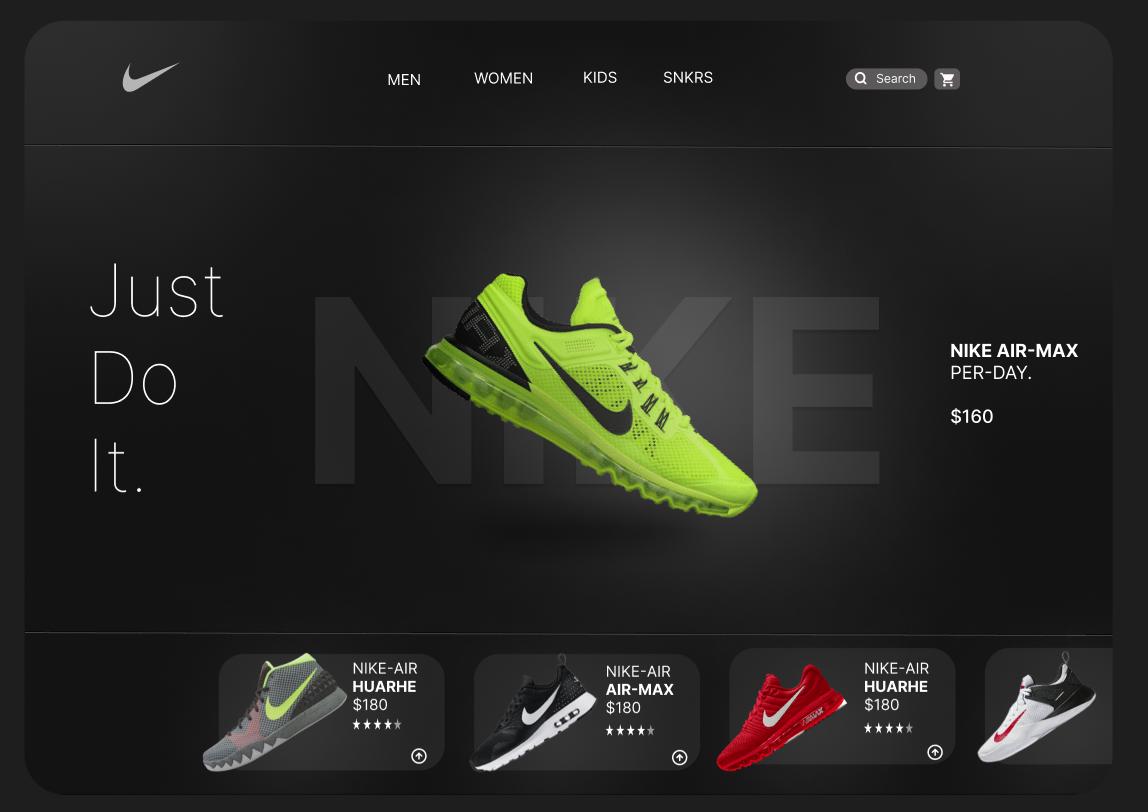 MEN
WOMEN
KIDS
SNKRS
Search
Just
Do
It.
NIKE
NIKE AIR-MAX
PER-DAY.
$160
NIKE-AIR
HUARHE
$180
NIKE-AIR
AIR-MAX
$180
NIKE-AIR
HUARHE
$180